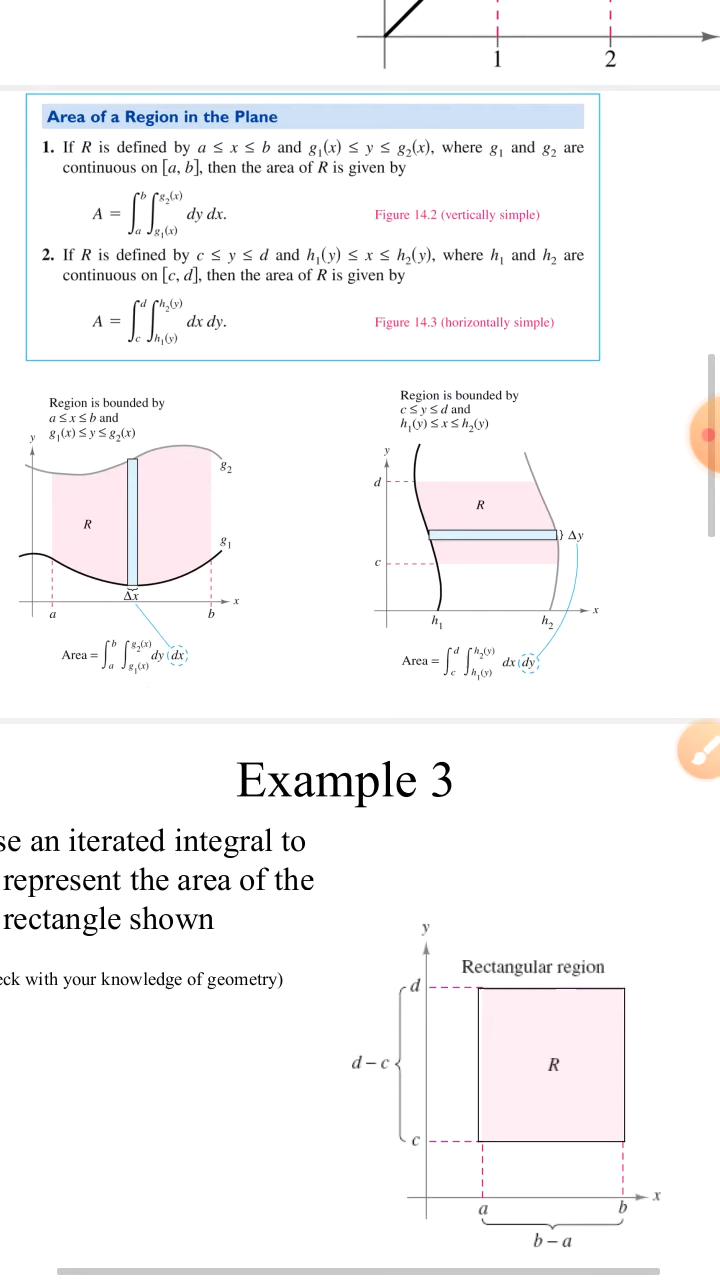 1
2
Area of a Region in the Plane
1. If R is defined by a ≤ x ≤ b and g₁(x) ≤ y ≤ g₂(x), where g₁ and g₂ are
continuous on [a, b], then the area of R is given by
A = ∫ₐᵇ ∫_{g₁(x)}^{g₂(x)} dy dx.
Figure 14.2 (vertically simple)
2. If R is defined by c ≤ y ≤ d and h₁(y) ≤ x ≤ h₂(y), where h₁ and h₂ are
continuous on [c, d], then the area of R is given by
A = ∫_c^d ∫_{h₁(y)}^{h₂(y)} dx dy.
Figure 14.3 (horizontally simple)
Region is bounded by
a ≤ x ≤ b and
g₁(x) ≤ y ≤ g₂(x)
y
g₂
R
g₁
Δx
x
a
b
Area = ∫ₐᵇ ∫_{g₁(x)}^{g₂(x)} dy (dx)
Region is bounded by
c ≤ y ≤ d and
h₁(y) ≤ x ≤ h₂(y)
y
d
R
} Δy
c
x
h₁
h₂
Area = ∫_c^d ∫_{h₁(y)}^{h₂(y)} dx (dy)
Example 3
se an iterated integral to
represent the area of the
rectangle shown
eck with your knowledge of geometry)
y
Rectangular region
d
d – c
R
c
x
a
b
b – a